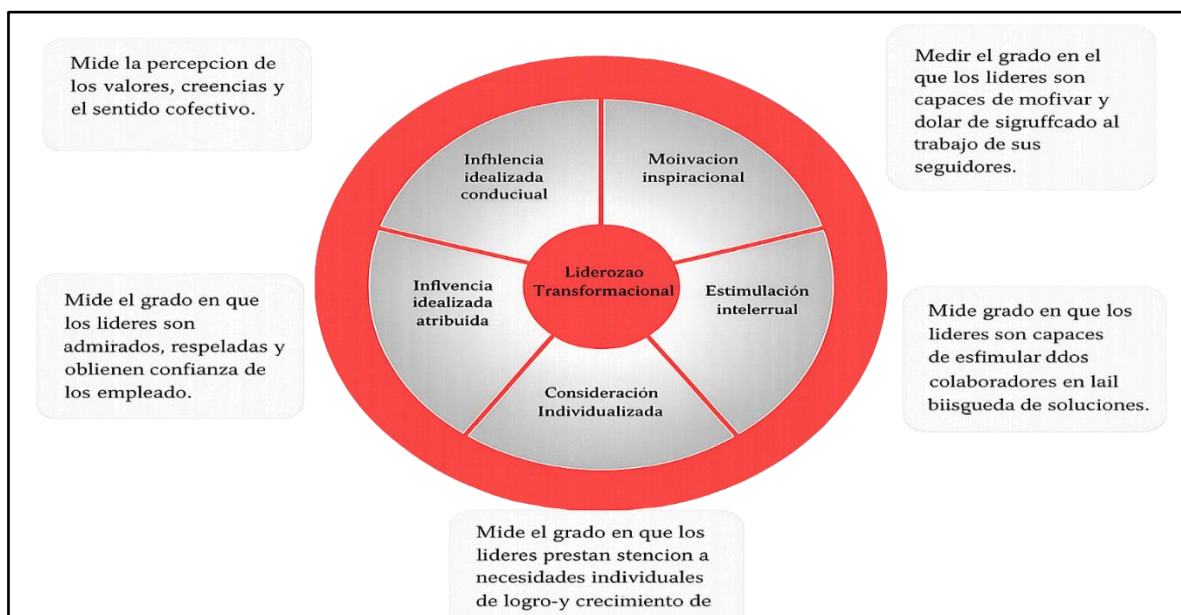 Mide la percepcion de
los valores, creencias y
el sentido cofectivo.
Medir el grado en el
que los lideres son
capaces de mofivar y
dolar de sigruffcado al
trabajo de sus
seguidores.
Infhlencia
idealizada
conduciual
Moiivacion
inspiracional
Liderozao
Transformacional
Inflvencia
idealizada
atribuida
Estimullación
intelerrual
Consideración
Individualizada
Mide el grado en que
los lideres son
admirados, respeladas y
oblienen confianza de
los empleado.
Mide grado en que los
lideres son capaces
de esfimular ddos
colaboradores en lail
biisgueda de soluciones.
Mide el grado en que los
lideres prestan stencion a
necesidades individuales
de logro-y crecimiento de